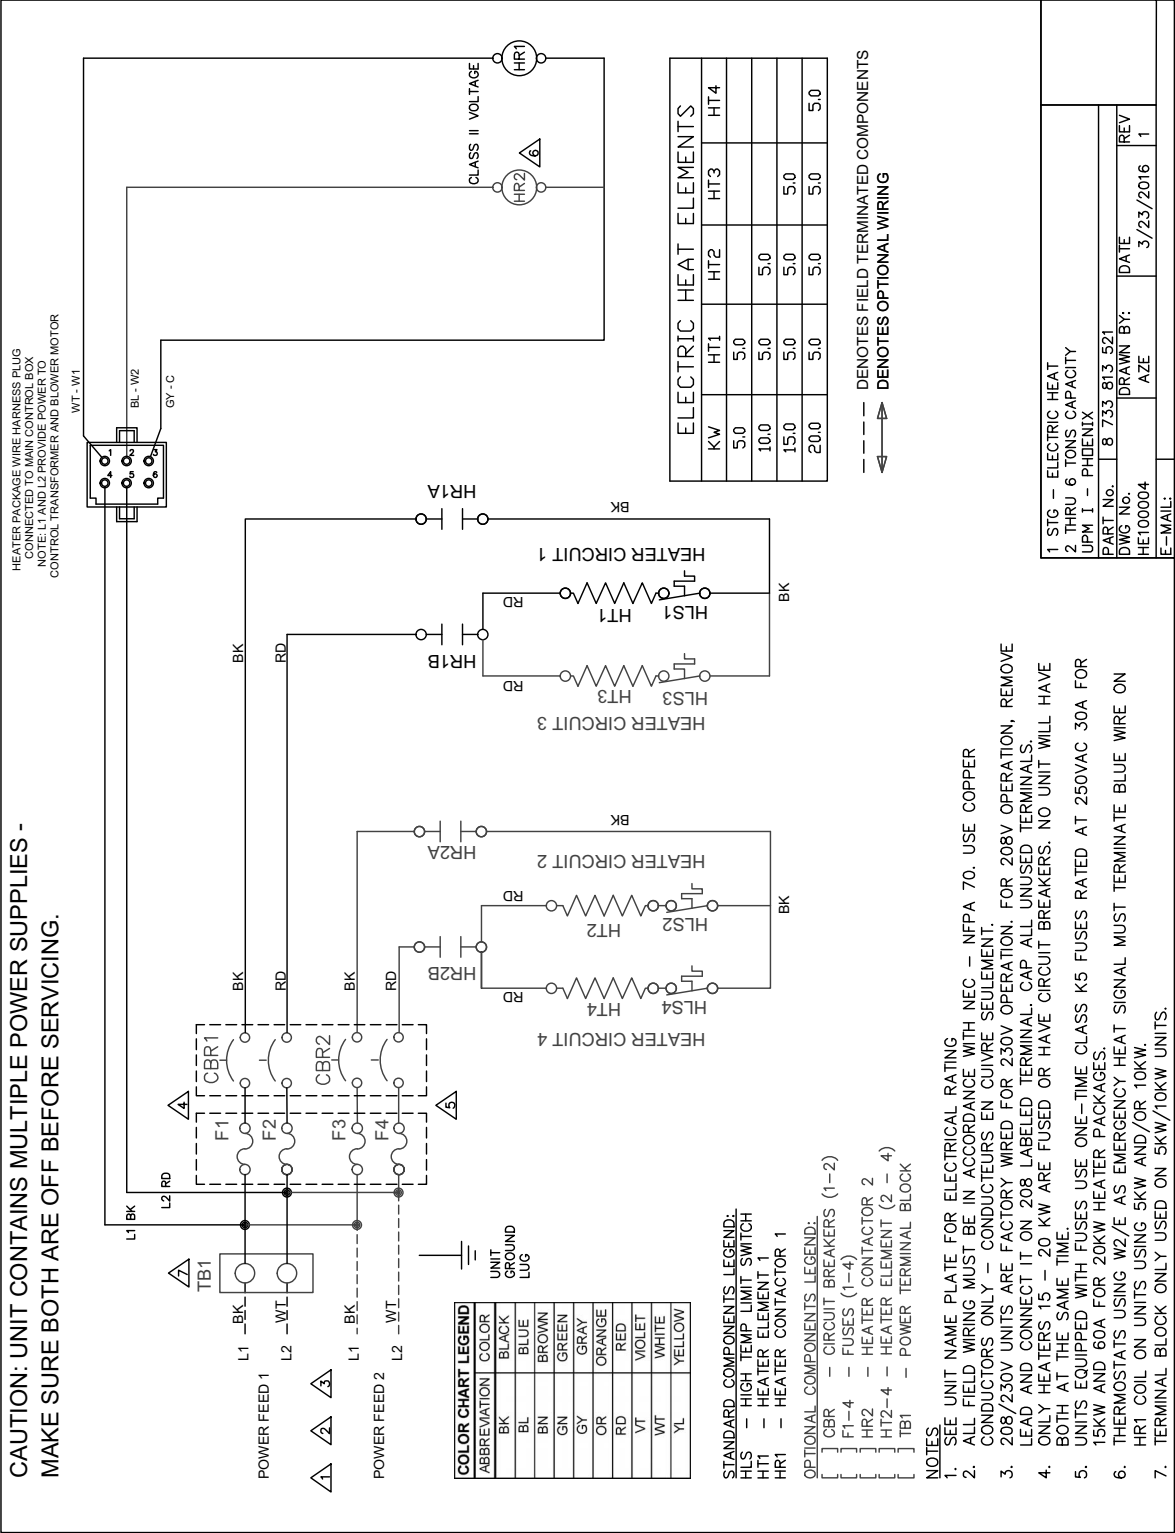 CAUTION: UNIT CONTAINS MULTIPLE POWER SUPPLIES -
MAKE SURE BOTH ARE OFF BEFORE SERVICING.
HEATER PACKAGE WIRE HARNESS PLUG
CONNECTED TO MAIN CONTROL BOX
NOTE: L1 AND L2 PROVIDE POWER TO
CONTROL TRANSFORMER AND BLOWER MOTOR
WT - W1
BL - W2
GY - C
4 1
5 2
6 3
L1 BK
L2 RD
CLASS II VOLTAGE
HR1
HR2
6
7
TB1
4
5
F1
F2
F3
F4
CBR1
CBR2
BK
RD
BK
RD
BK
RD
POWER FEED 1
L1
BK
L2
WT
POWER FEED 2
L1
BK
L2
WT
1
2
3
UNIT
GROUND
LUG
HR1A
HR1B
BK
HEATER CIRCUIT 1
RD
HT1
HLS1
BK
RD
HT3
HLS3
HEATER CIRCUIT 3
HR2A
HR2B
BK
HEATER CIRCUIT 2
RD
HT2
HLS2
BK
RD
HT4
HLS4
HEATER CIRCUIT 4
COLOR CHART LEGEND
ABBREVIATION COLOR
BK BLACK
BL BLUE
BN BROWN
GN GREEN
GY GRAY
OR ORANGE
RD RED
VT VIOLET
WT WHITE
YL YELLOW
ELECTRIC HEAT ELEMENTS
KW HT1 HT2 HT3 HT4
5.0 5.0
10.0 5.0 5.0
15.0 5.0 5.0 5.0
20.0 5.0 5.0 5.0 5.0
DENOTES FIELD TERMINATED COMPONENTS
DENOTES OPTIONAL WIRING
STANDARD COMPONENTS LEGEND:
HLS - HIGH TEMP LIMIT SWITCH
HT1 - HEATER ELEMENT 1
HR1 - HEATER CONTACTOR 1
OPTIONAL COMPONENTS LEGEND:
[ ] CBR - CIRCUIT BREAKERS (1-2)
[ ] F1-4 - FUSES (1-4)
[ ] HR2 - HEATER CONTACTOR 2
[ ] HT2-4 - HEATER ELEMENT (2 - 4)
[ ] TB1 - POWER TERMINAL BLOCK
NOTES
1. SEE UNIT NAME PLATE FOR ELECTRICAL RATING
2. ALL FIELD WIRING MUST BE IN ACCORDANCE WITH NEC - NFPA 70. USE COPPER
CONDUCTORS ONLY - CONDUCTEURS EN CUIVRE SEULEMENT.
3. 208/230V UNITS ARE FACTORY WIRED FOR 230V OPERATION. FOR 208V OPERATION, REMOVE
LEAD AND CONNECT IT ON 208 LABELED TERMINAL. CAP ALL UNUSED TERMINALS.
4. ONLY HEATERS 15 - 20 KW ARE FUSED OR HAVE CIRCUIT BREAKERS. NO UNIT WILL HAVE
BOTH AT THE SAME TIME.
5. UNITS EQUIPPED WITH FUSES USE ONE-TIME CLASS K5 FUSES RATED AT 250VAC 30A FOR
15KW AND 60A FOR 20KW HEATER PACKAGES.
6. THERMOSTATS USING W2/E AS EMERGENCY HEAT SIGNAL MUST TERMINATE BLUE WIRE ON
HR1 COIL ON UNITS USING 5KW AND/OR 10KW.
7. TERMINAL BLOCK ONLY USED ON 5KW/10KW UNITS.
1 STG - ELECTRIC HEAT
2 THRU 6 TONS CAPACITY
UPM I - PHOENIX
PART No. 8 733 813 521
DWG No. DRAWN BY: DATE REV
HE100004 AZE 3/23/2016 1
E-MAIL: